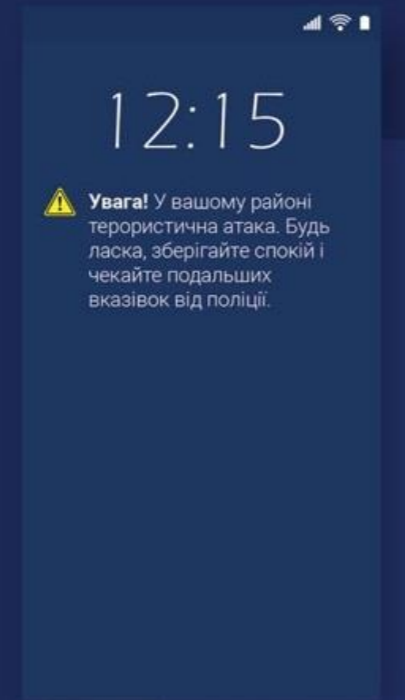 12:15
Увага! У вашому районі
терористична атака. Будь
ласка, зберігайте спокій і
чекайте подальших
вказівок від поліції.